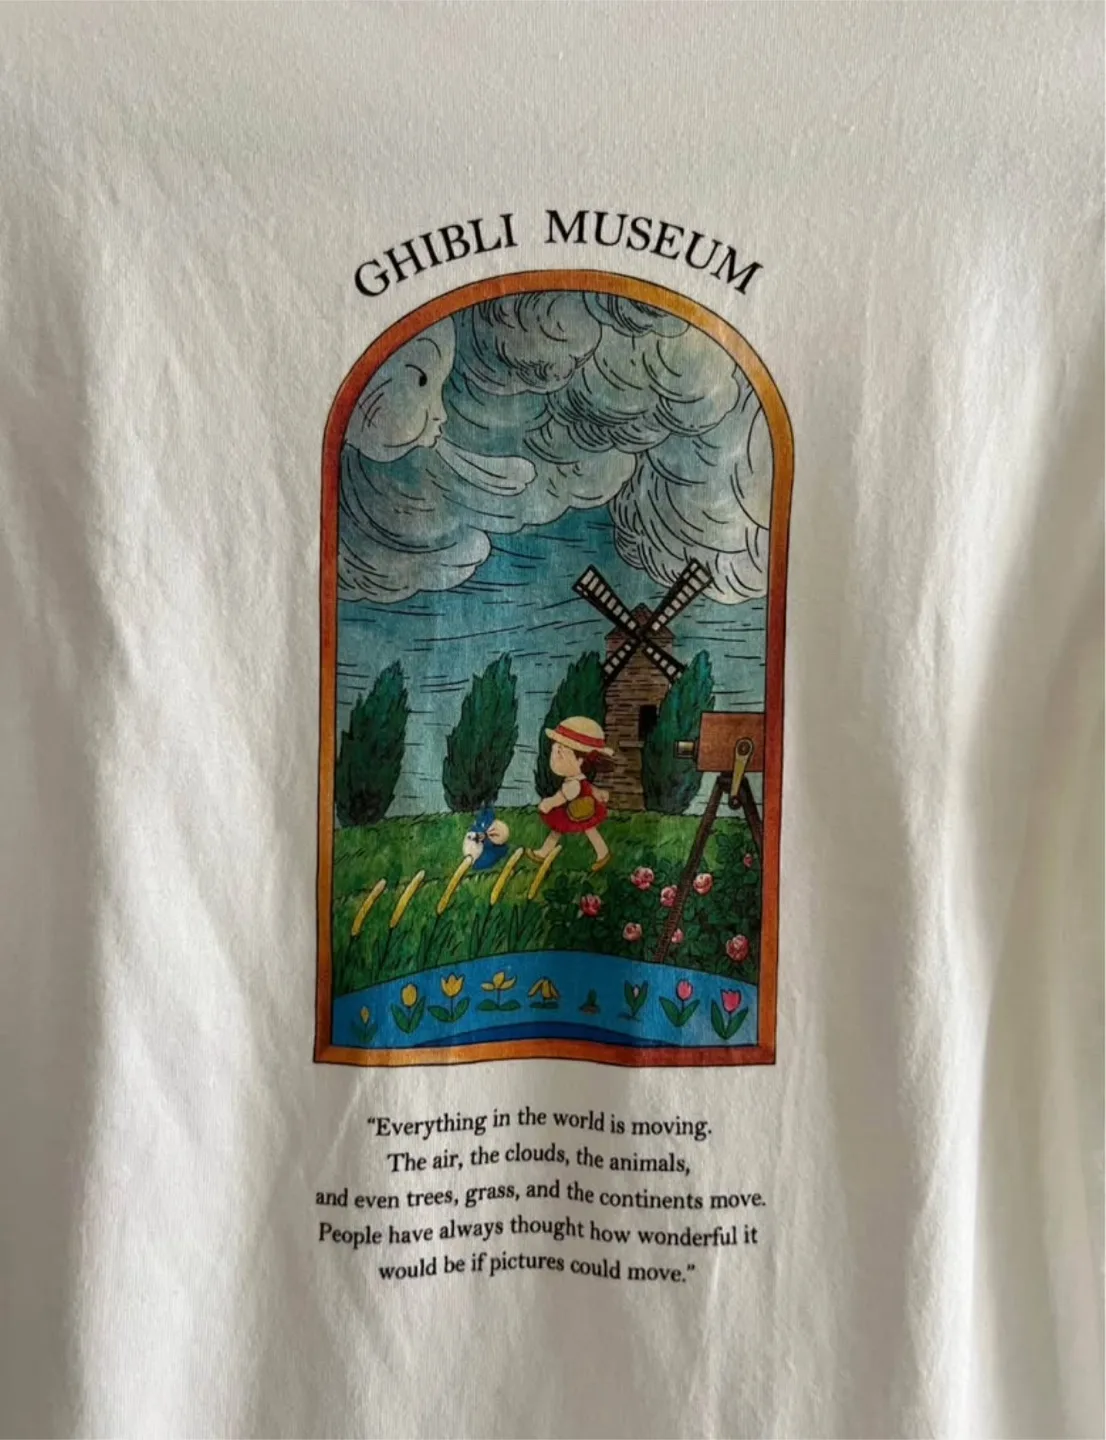 GHIBLI MUSEUM
“Everything in the world is moving.
The air, the clouds, the animals,
and even trees, grass, and the continents move.
People have always thought how wonderful it
would be if pictures could move.”